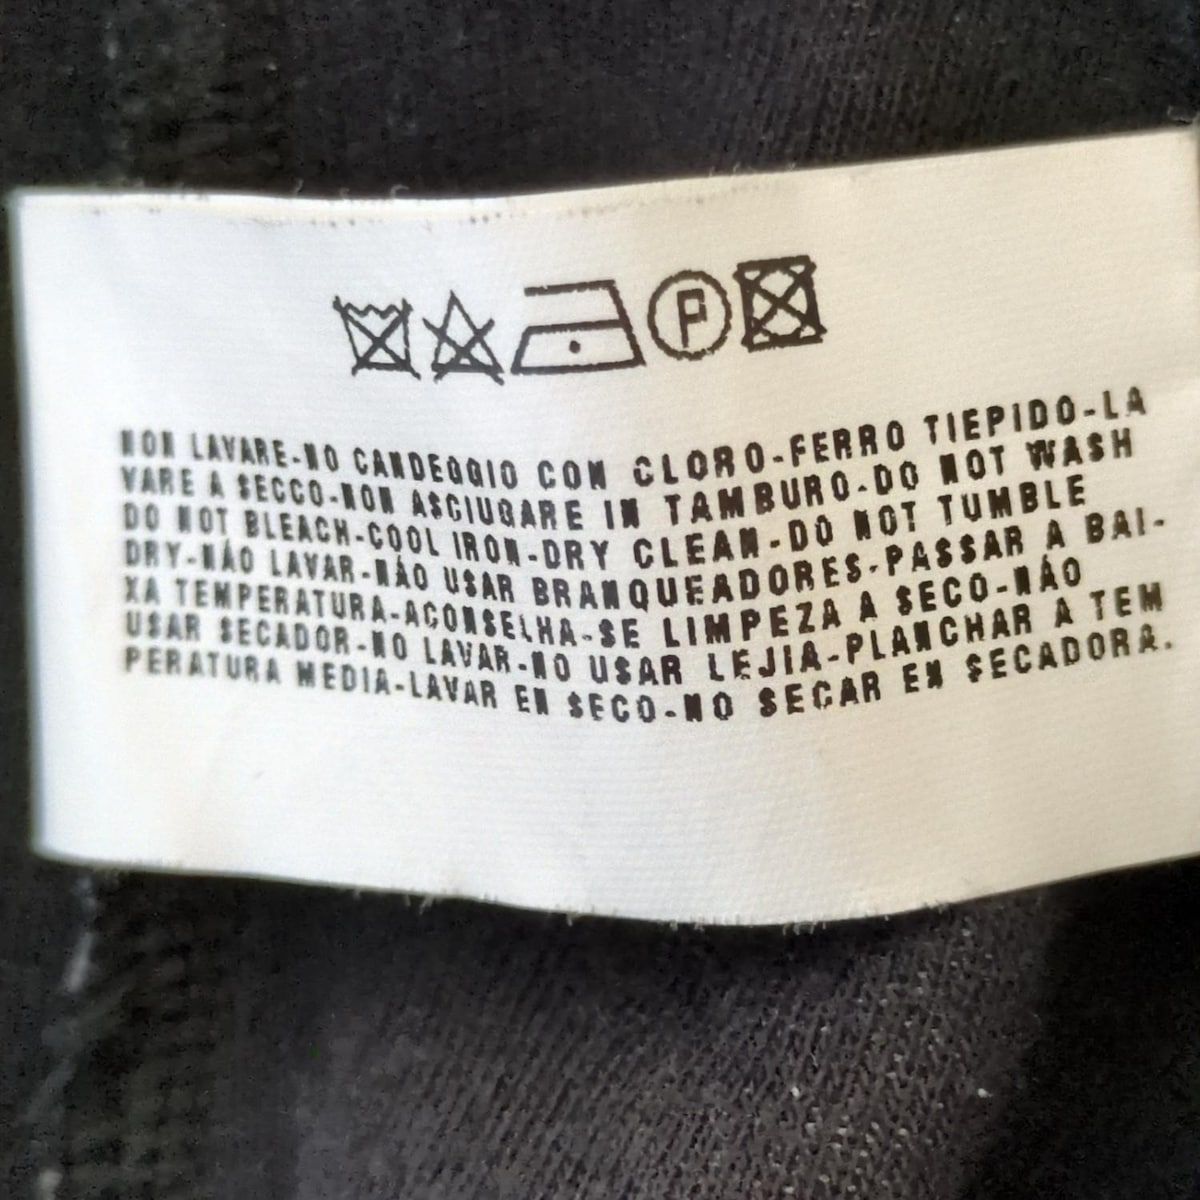 P
NON LAVARE-NO CANDEGGIO CON CLORO-FERRO TIEPIDO-LA
VARE A SECCO-NON ASCIUGARE IN TAMBURO-DO NOT WASH
DO NOT BLEACH-COOL IRON-DRY CLEAN-DO NOT TUMBLE
DRY-NÁO LAVAR-NÁO USAR BRANQUEADORES-PASSAR A BAI-
XA TEMPERATURA-ACONSELHA-SE LIMPEZA A SECO-NÁO
USAR SECADOR-NO LAVAR-NO USAR LEJIA-PLANCHAR A TEM
PERATURA MEDIA-LAVAR EN SECO-NO SECAR EN SECADORA.